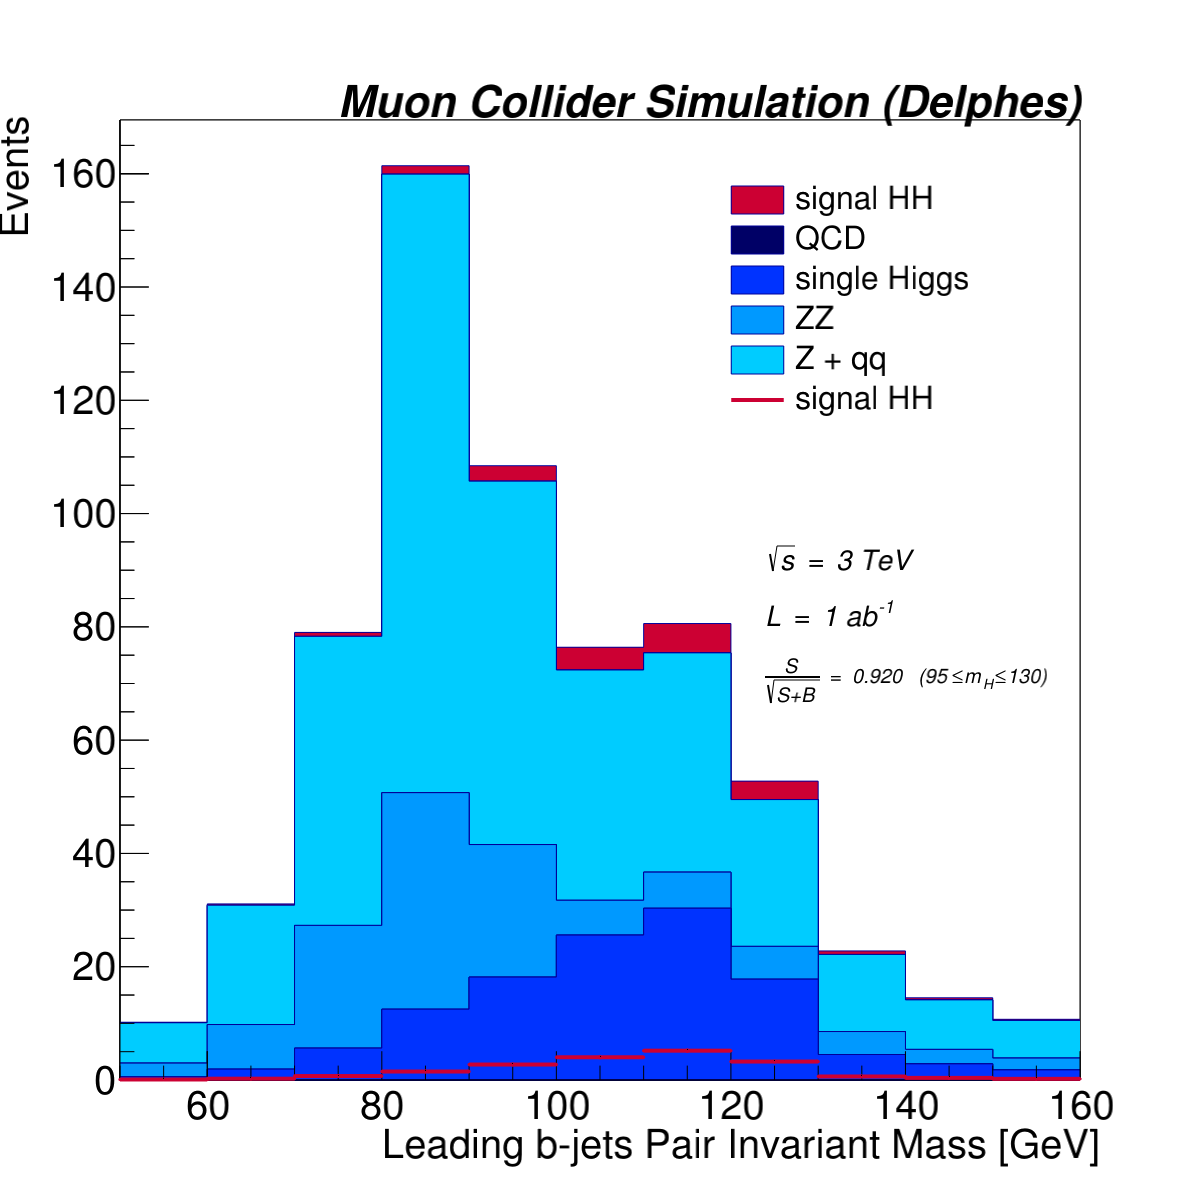 Muon Collider Simulation (Delphes)
Events
160
140
120
100
80
60
40
20
0
signal HH
QCD
single Higgs
ZZ
Z + qq
signal HH
√s = 3 TeV
L = 1 ab⁻¹
S/√S+B = 0.920 (95≤m_H≤130)
60 80 100 120 140 160
Leading b-jets Pair Invariant Mass [GeV]